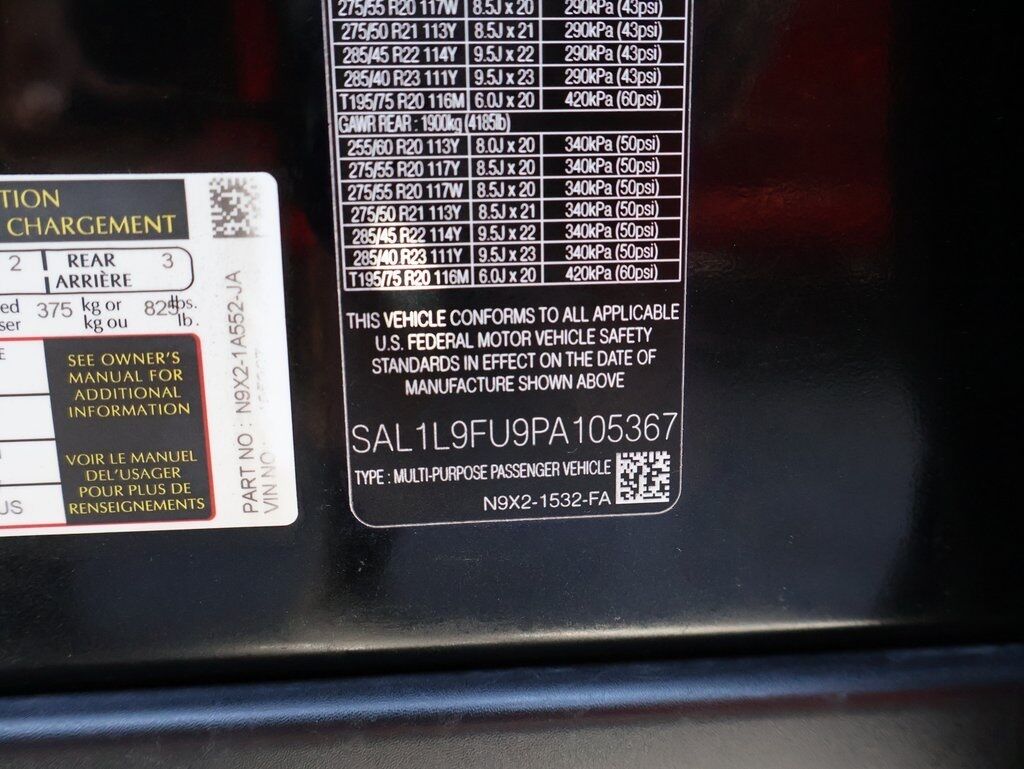 275/55 R20 117W 8.5J x 20 290kPa (43psi)
275/50 R21 113Y 8.5J x 21 290kPa (43psi)
285/45 R22 114Y 9.5J x 22 290kPa (43psi)
285/40 R23 111Y 9.5J x 23 290kPa (43psi)
T195/75 R20 116M 6.0J x 20 420kPa (60psi)
GAWR REAR : 1900kg (4185lb)
255/60 R20 113Y 8.0J x 20 340kPa (50psi)
275/55 R20 117Y 8.5J x 20 340kPa (50psi)
275/55 R20 117W 8.5J x 20 340kPa (50psi)
275/50 R21 113Y 8.5J x 21 340kPa (50psi)
285/45 R22 114Y 9.5J x 22 340kPa (50psi)
285/40 R23 111Y 9.5J x 23 340kPa (50psi)
T195/75 R20 116M 6.0J x 20 420kPa (60psi)
THIS VEHICLE CONFORMS TO ALL APPLICABLE
U.S. FEDERAL MOTOR VEHICLE SAFETY
STANDARDS IN EFFECT ON THE DATE OF
MANUFACTURE SHOWN ABOVE
SAL1L9FU9PA105367
TYPE : MULTI-PURPOSE PASSENGER VEHICLE
N9X2-1532-FA
TION
CHARGEMENT
2 REAR 3
ARRIÈRE
ed 375 kg or 825 lbs.
ser kg ou lb.
E
SEE OWNER'S
MANUAL FOR
ADDITIONAL
INFORMATION
VOIR LE MANUEL
DEL'USAGER
POUR PLUS DE
RENSEIGNEMENTS
US
PART NO : N9X2-1A552-JA
VIN NO